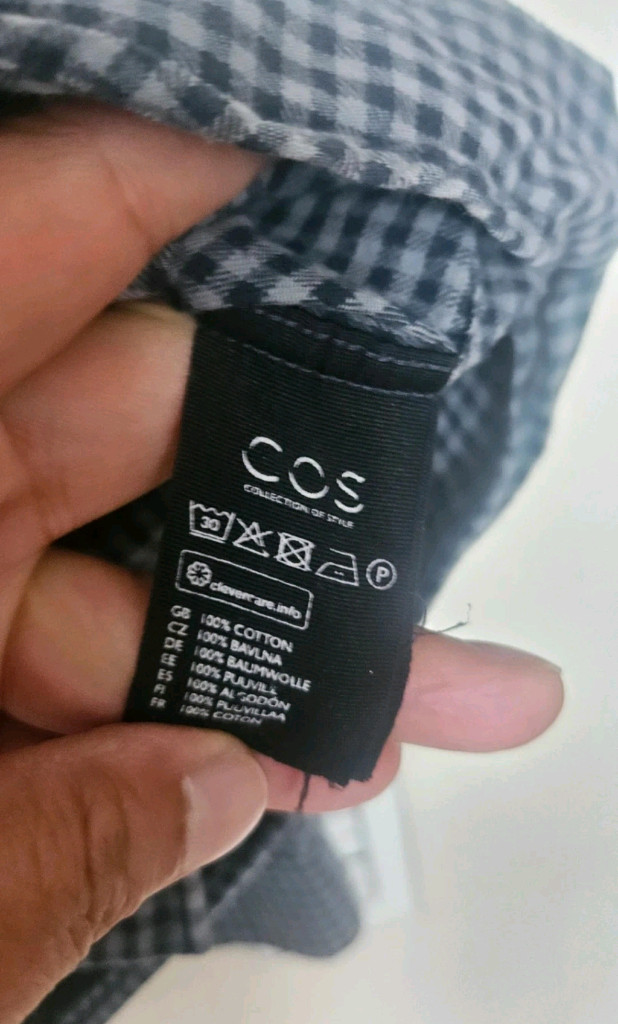 COS
COLLECTION OF STYLE
30 P
clevercare.info
GB 100% COTTON
CZ 100% BAVLNA
DE 100% BAUMWOLLE
EE 100% PUUVILL
ES 100% ALGODÓN
FI 100% PUUVILLAA
FR 100% COTON